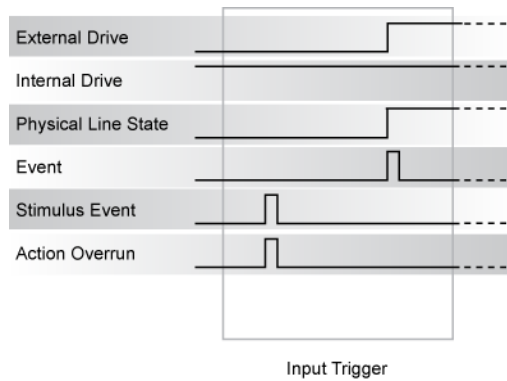 External Drive
Internal Drive
Physical Line State
Event
Stimulus Event
Action Overrun
Input Trigger